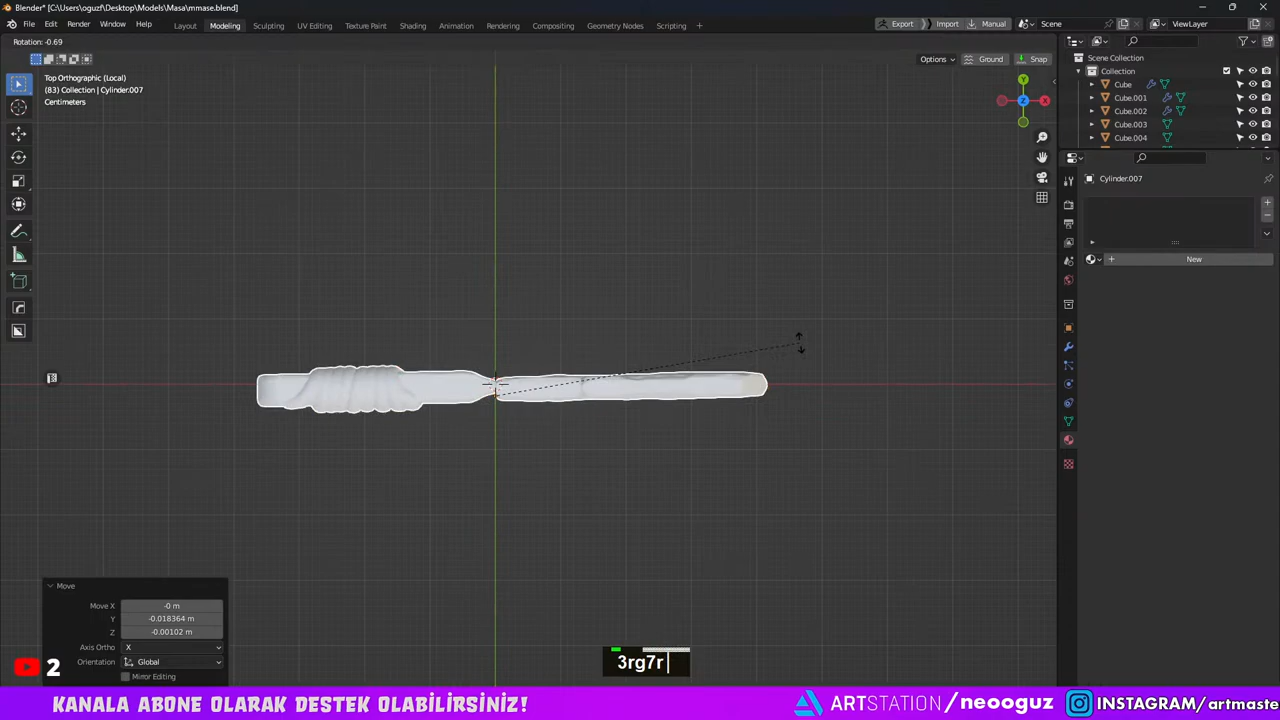 Blender* [C:\Users\oguzf\Desktop\Models\Masa\mmase.blend]
File Edit Render Window Help Layout Modeling Sculpting UV Editing Texture Paint Shading Animation Rendering Compositing Geometry Nodes Scripting + Export Import Manual Scene ViewLayer
Rotation: -0.69
Options Ground Snap
Top Orthographic (Local)
(83) Collection | Cylinder.007
Centimeters
Y
Z
X
Scene Collection
Collection
Cube
Cube.001
Cube.002
Cube.003
Cube.004
Cylinder.007
New
Move
Move X -0 m
Y -0.018364 m
Z -0.00102 m
Axis Ortho X
Orientation Global
Mirror Editing
2
3rg7r
KANALA ABONE OLARAK DESTEK OLABİLİRSİNİZ!
ARTSTATION/neooguz
INSTAGRAM/artmaste